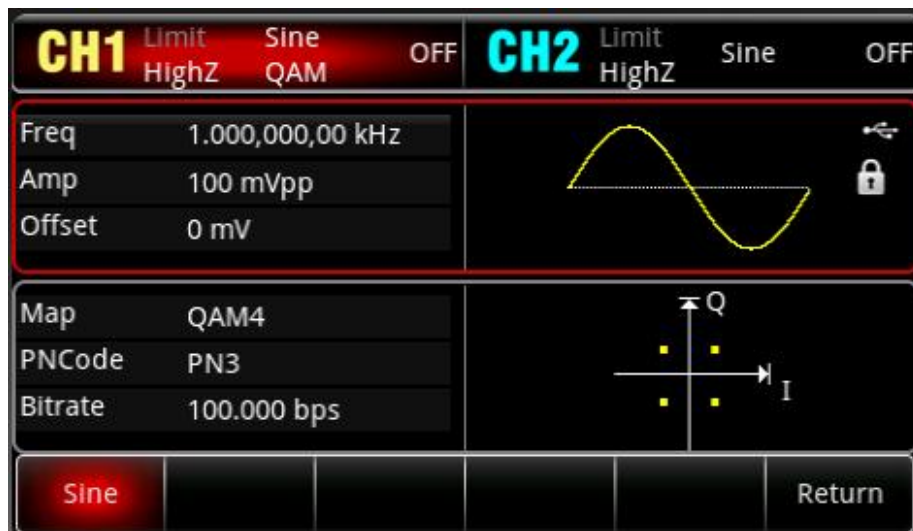 CH1 Limit Sine OFF CH2 Limit Sine OFF
HighZ QAM HighZ
Freq 1.000,000,00 kHz
Amp 100 mVpp
Offset 0 mV
Map QAM4
PNCode PN3
Bitrate 100.000 bps
Q
I
Sine Return